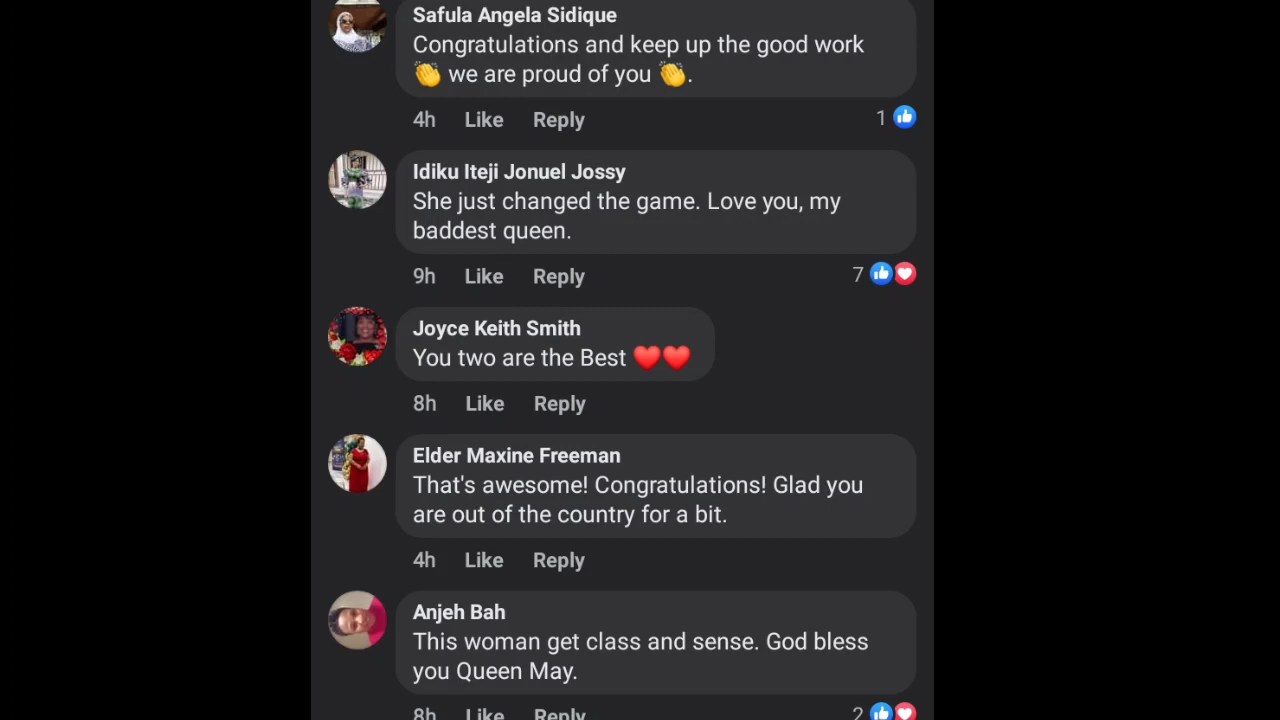 Safula Angela Sidique
Congratulations and keep up the good work
👏 we are proud of you 👏.
4h Like Reply 1
Idiku Iteji Jonuel Jossy
She just changed the game. Love you, my
baddest queen.
9h Like Reply 7
Joyce Keith Smith
You two are the Best ❤️❤️
8h Like Reply
Elder Maxine Freeman
That's awesome! Congratulations! Glad you
are out of the country for a bit.
4h Like Reply
Anjeh Bah
This woman get class and sense. God bless
you Queen May.
8h Like Reply 2